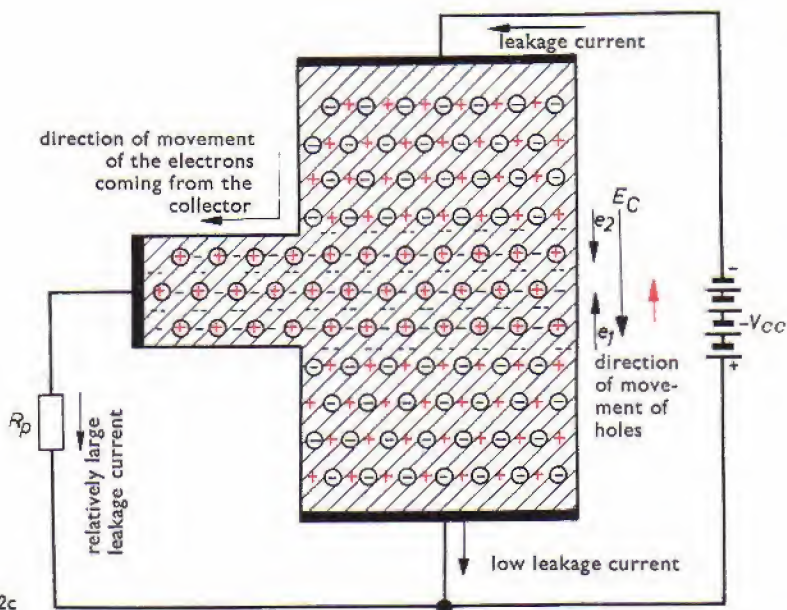 leakage current
direction of movement
of the electrons
coming from the
collector
e2
EC
-
-VCC
+
e1
direction
of move-
ment of
holes
Rp
relatively large
leakage current
low leakage current
2c